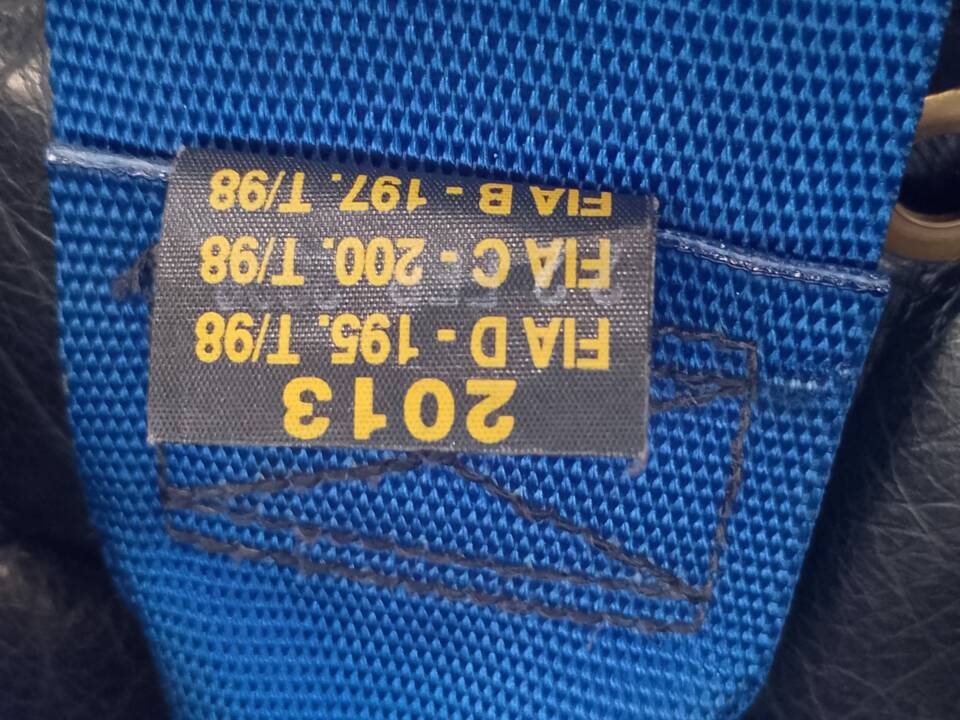 2013
FIA D - 195. T/98
FIA C - 200. T/98
FIA B - 197. T/98